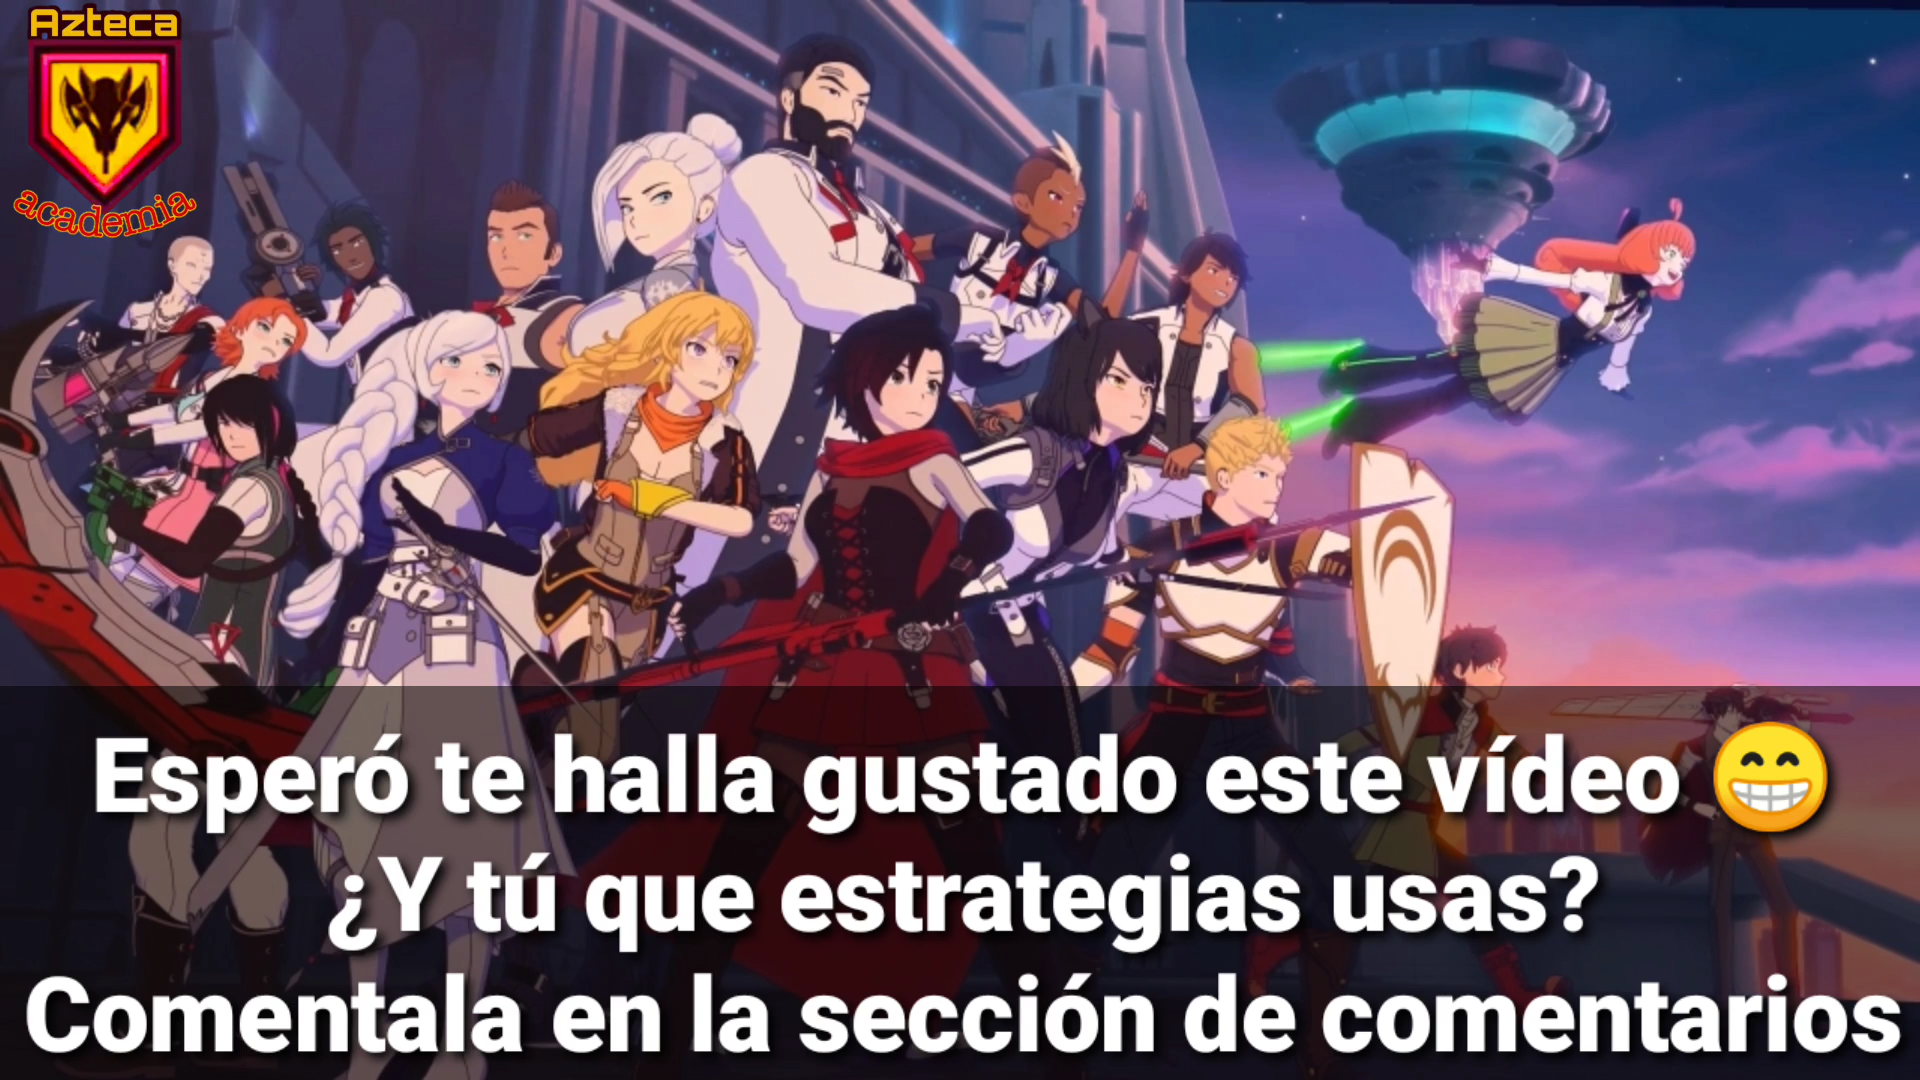 Azteca
academia
Esperó te halla gustado este vídeo 😁
¿Y tú que estrategias usas?
Comentala en la sección de comentarios